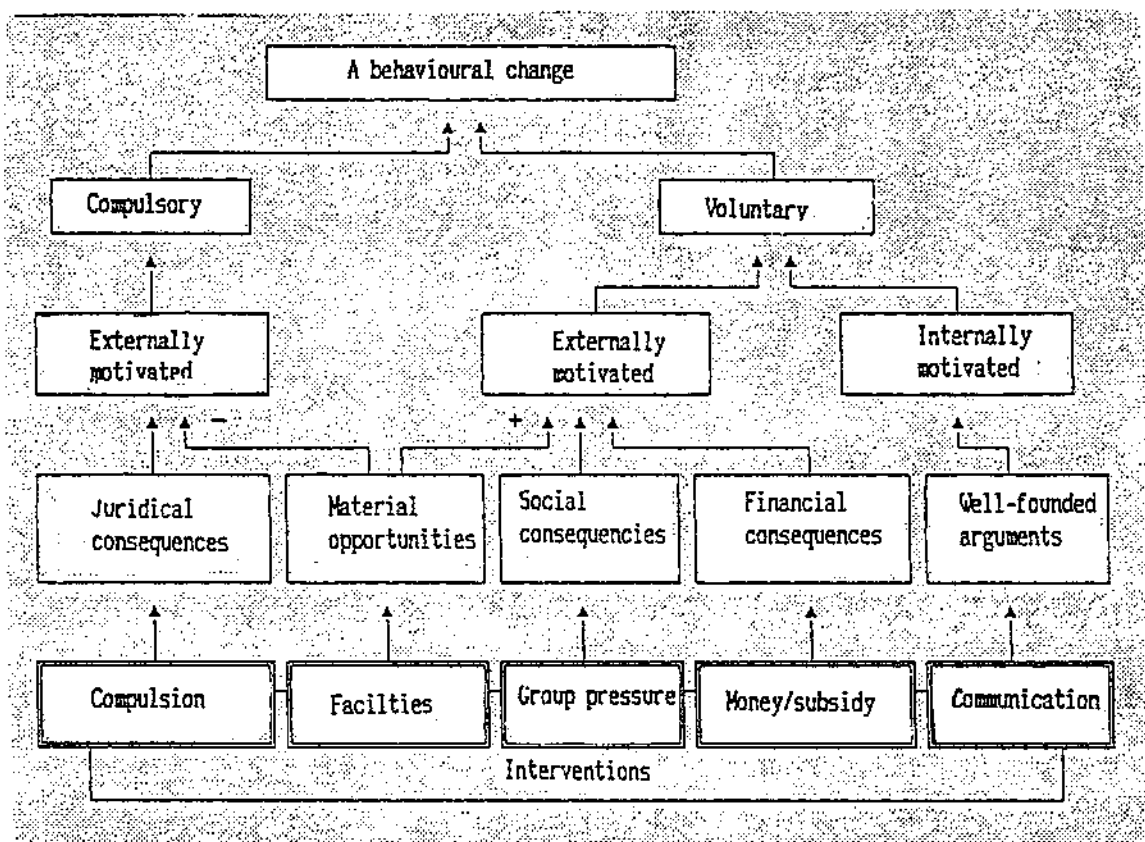 A behavioural change
Compulsory
Voluntary
Externally
motivated
Externally
motivated
Internally
motivated
-
+
Juridical
consequences
Material
opportunities
Social
consequencies
Financial
consequences
Well-founded
arguments
Compulsion
Facilties
Group pressure
Money/subsidy
Communication
Interventions